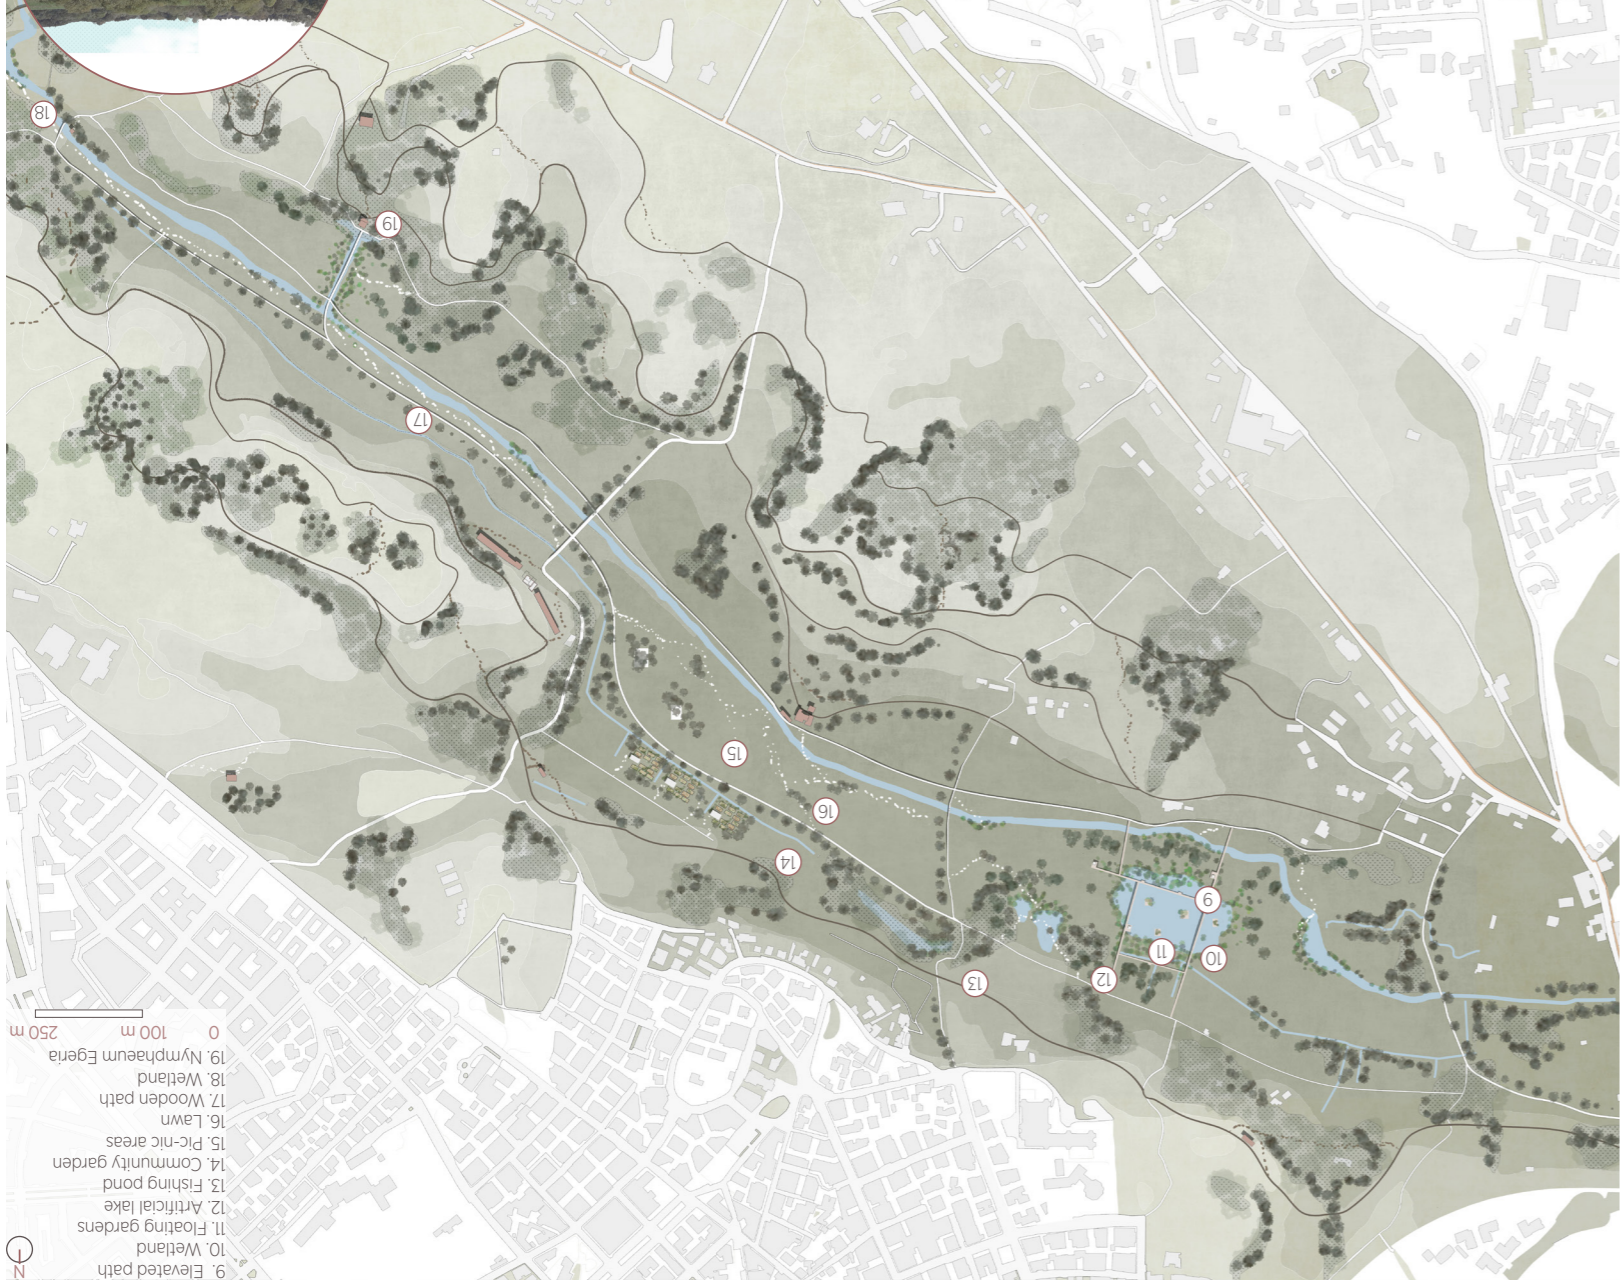 N
9. Elevated path
10. Wetland
11. Floating gardens
12. Artificial lake
13. Fishing pond
14. Community garden
15. Pic-nic areas
16. Lawn
17. Wooden path
18. Wetland
19. Nymphaeum Egeria
0 100 m 250 m
10
11
9
12
13
14
16
15
17
19
18